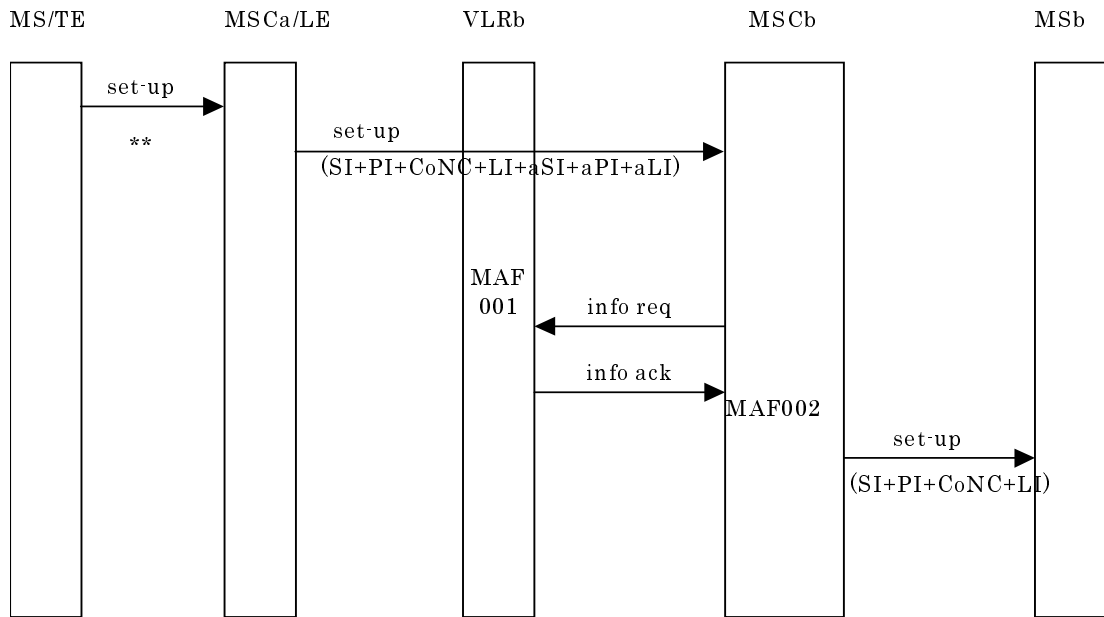 MS/TE MSCa/LE VLRb MSCb MSb
set-up
**
set-up
(SI+PI+CoNC+LI+aSI+aPI+aLI)
MAF
001
info req
info ack
MAF002
set-up
(SI+PI+CoNC+LI)